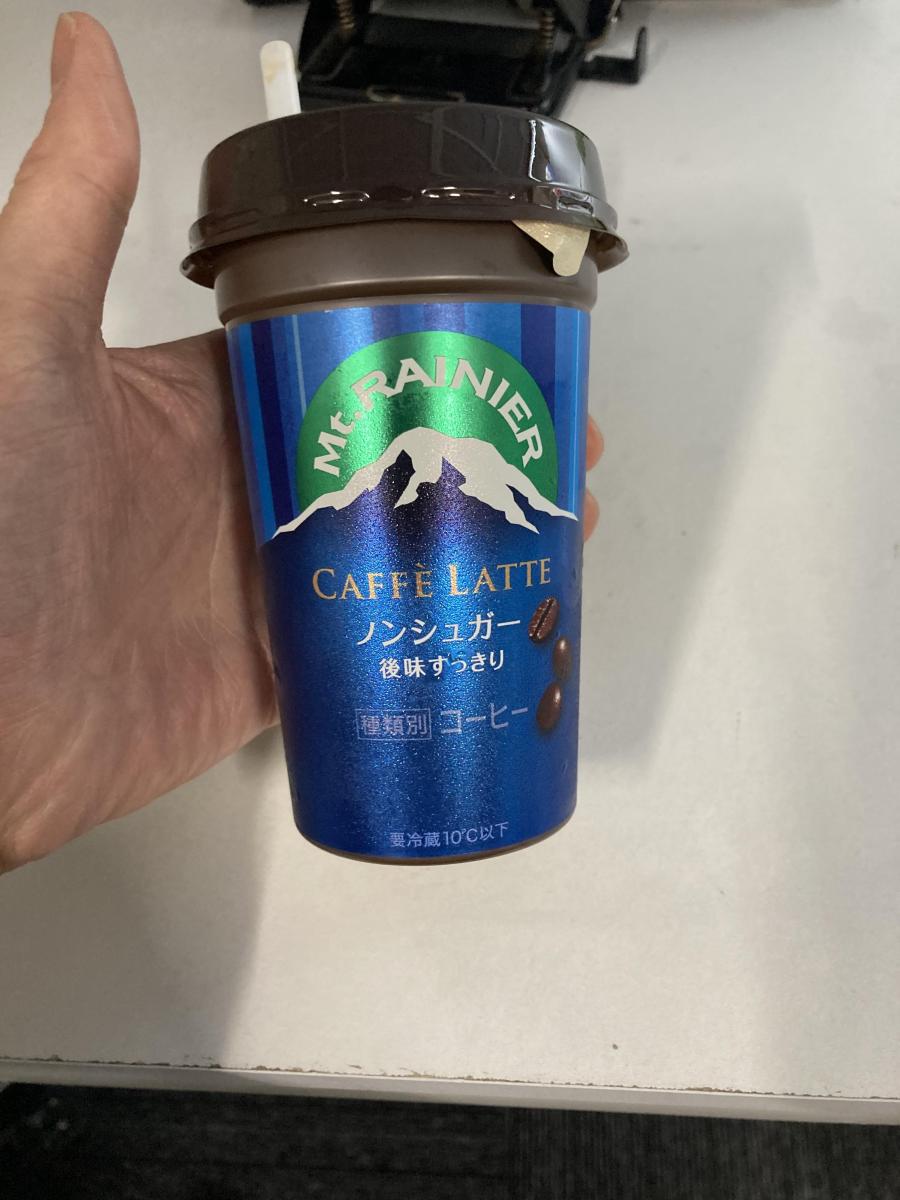 Mt. RAINIER
CAFFÈ LATTE
ノンシュガー
後味すっきり
種類別 コーヒー
要冷蔵10℃以下